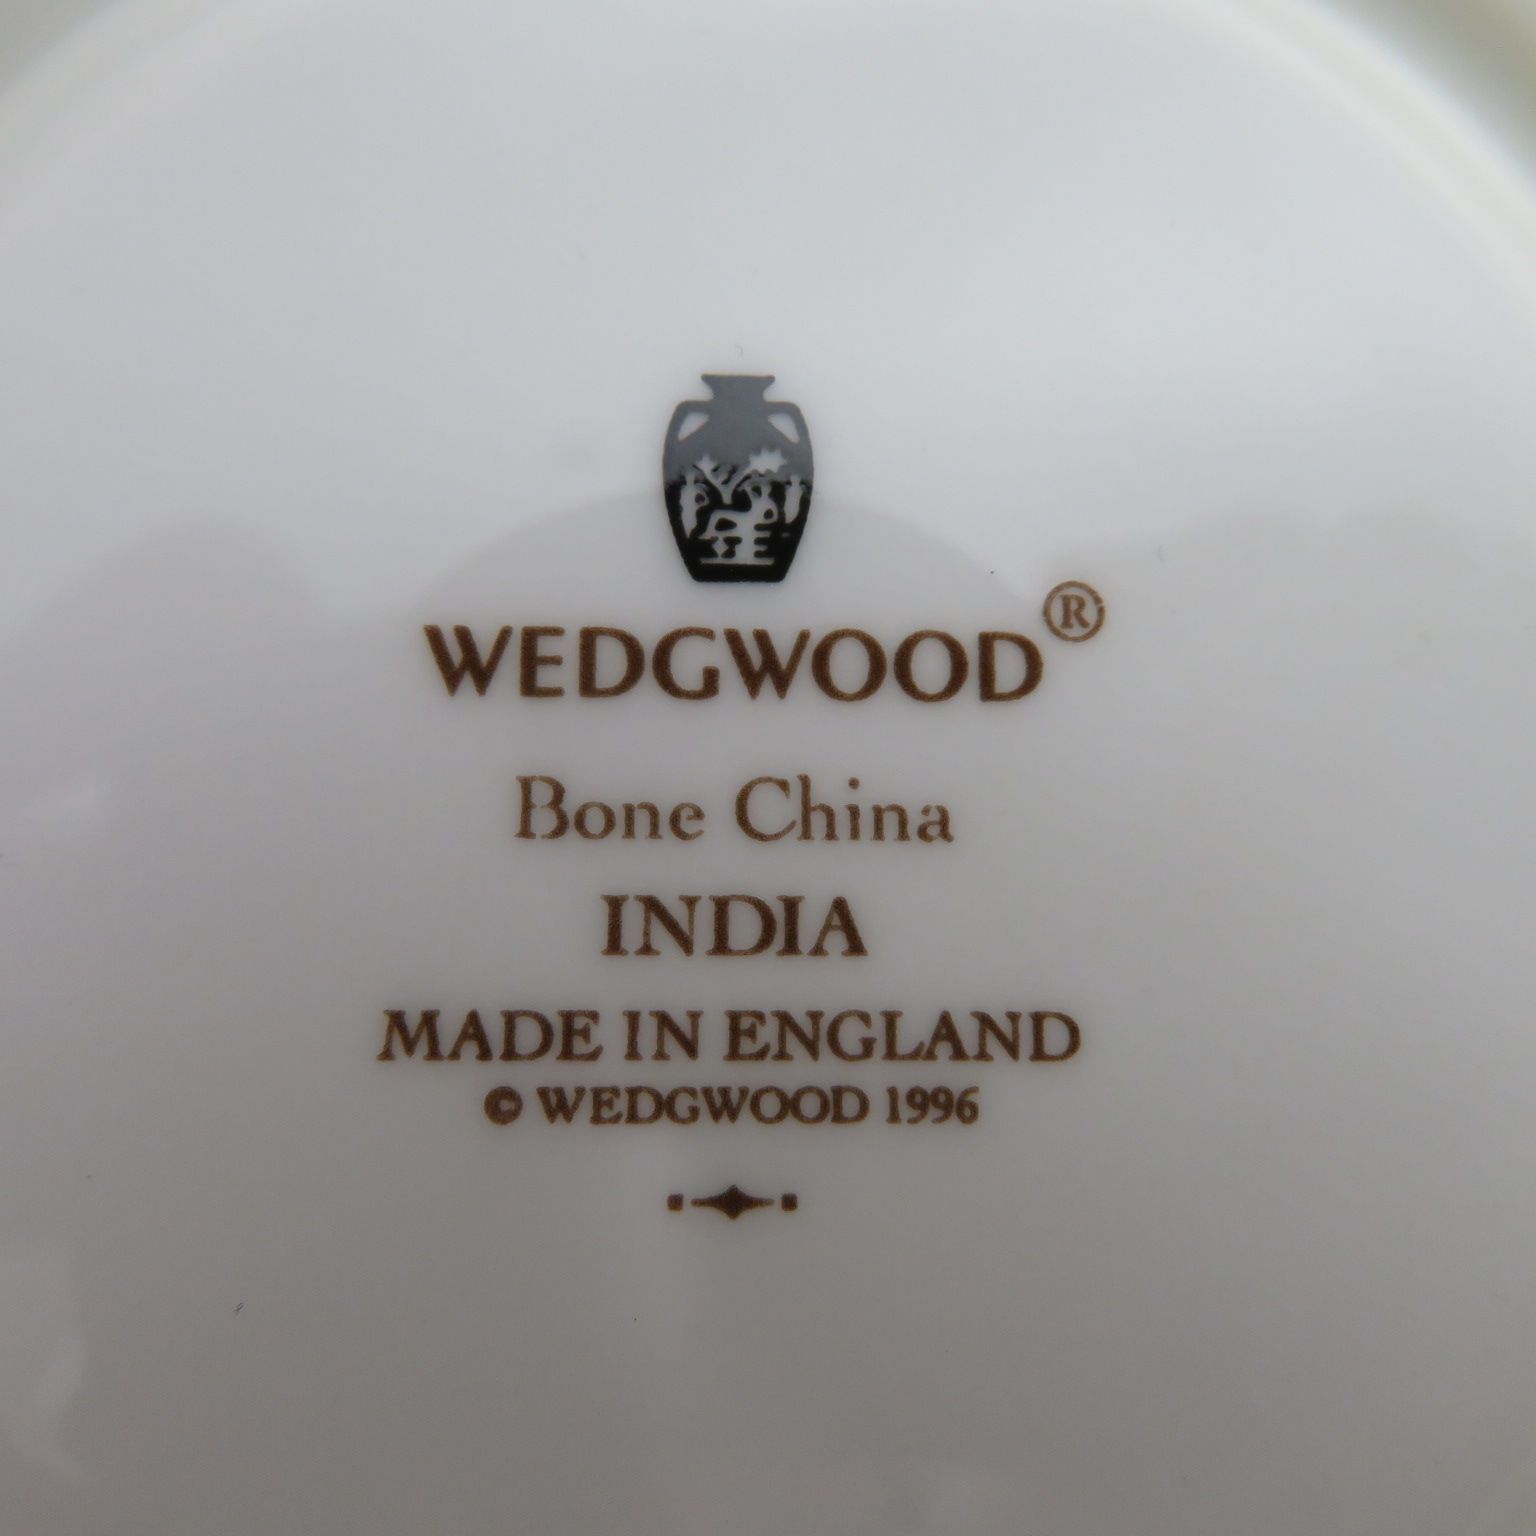 WEDGWOOD®
Bone China
INDIA
MADE IN ENGLAND
© WEDGWOOD 1996